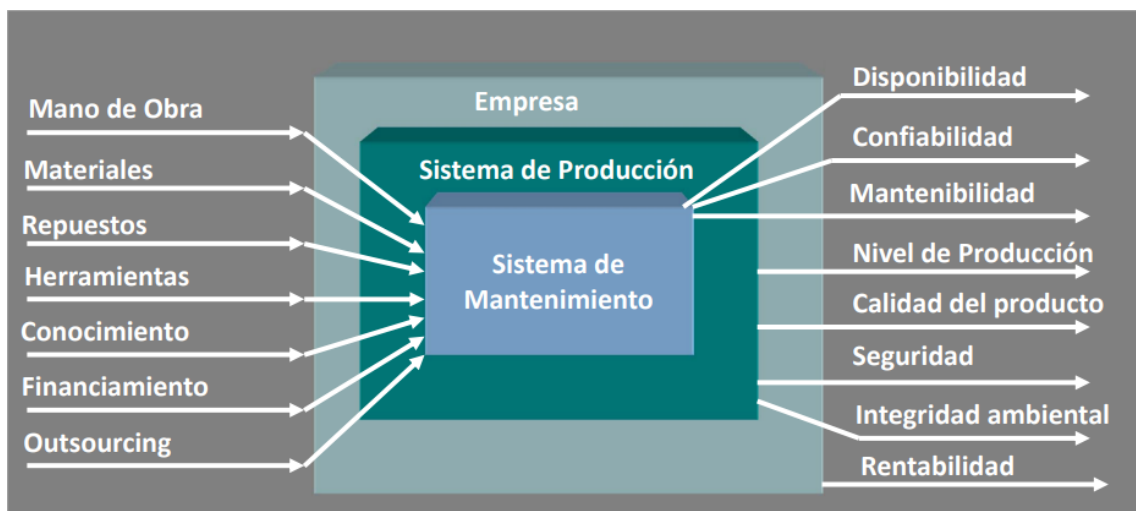 Mano de Obra
Materiales
Repuestos
Herramientas
Conocimiento
Financiamiento
Outsourcing
Empresa
Sistema de Producción
Sistema de
Mantenimiento
Disponibilidad
Confiabilidad
Mantenibilidad
Nivel de Producción
Calidad del producto
Seguridad
Integridad ambiental
Rentabilidad